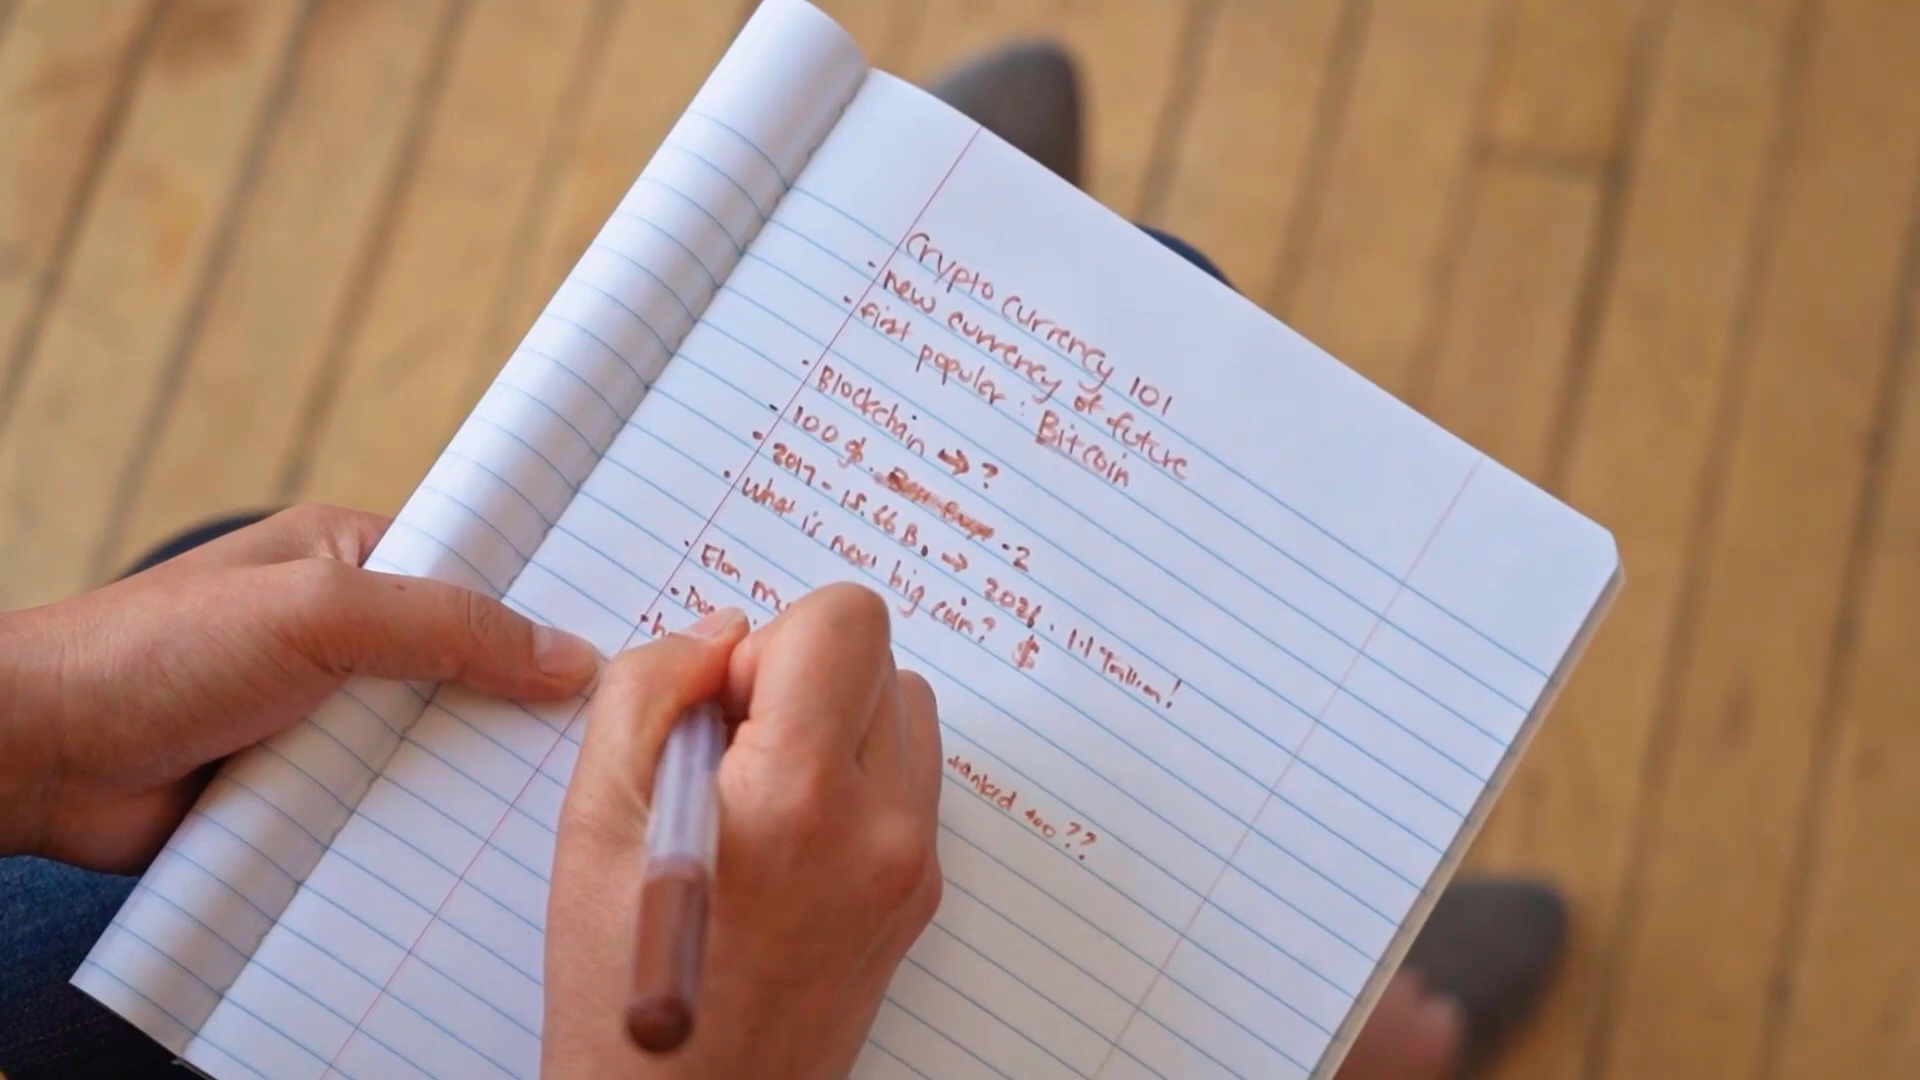 Crypto Currency 101
- new currency of future
- first popular : Bitcoin
- Blockchain → ?
- 100 $. -2
- 2017 - 15.66 B. → 2021 . 1.1 Trillion!
- What is next big coin? $
- Elon
tanked too ??